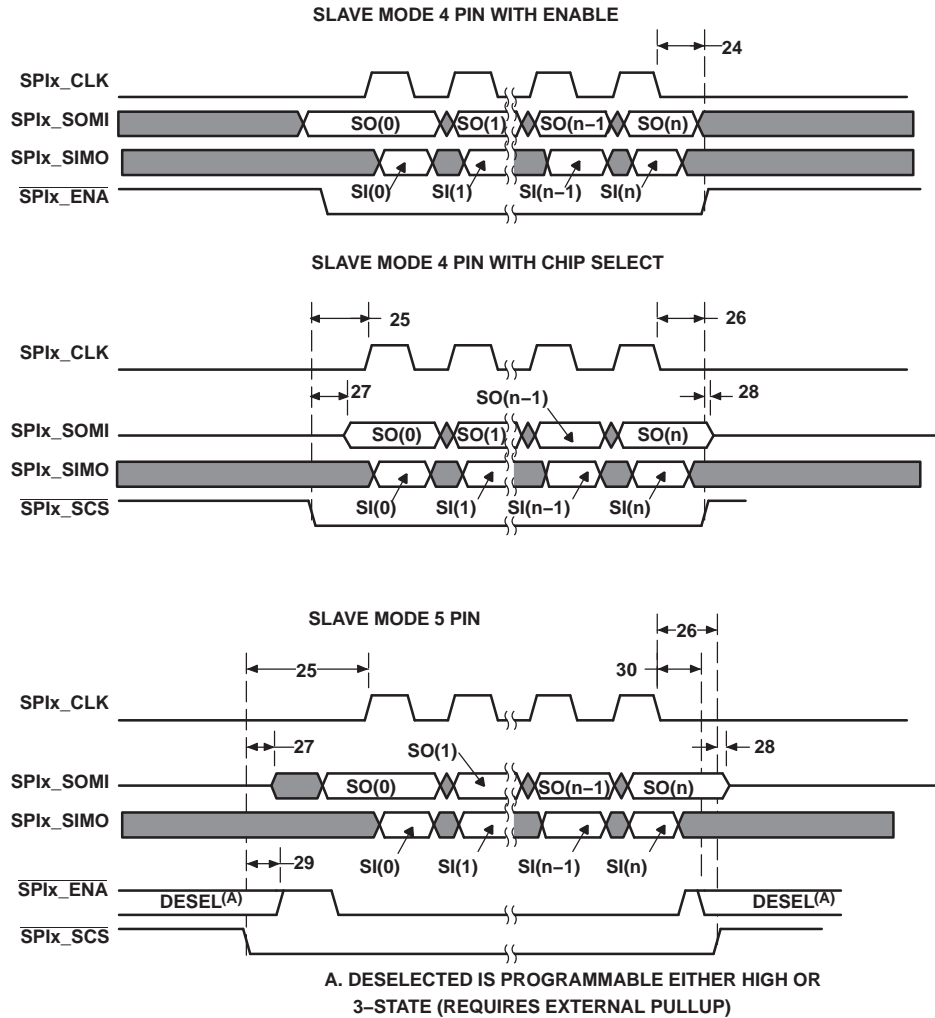 SLAVE MODE 4 PIN WITH ENABLE
24
SPIx_CLK
SPIx_SOMI
SO(0)
SO(1)
SO(n−1
SO(n)
SPIx_SIMO
SI(0)
SI(1)
SI(n−1)
SI(n)
SPIx_ENA
SLAVE MODE 4 PIN WITH CHIP SELECT
25
26
SPIx_CLK
27
SO(n−1)
28
SPIx_SOMI
SO(0)
SO(1)
SO(n)
SPIx_SIMO
SI(0)
SI(1)
SI(n−1)
SI(n)
SPIx_SCS
SLAVE MODE 5 PIN
26
25
30
SPIx_CLK
27
SO(1)
28
SPIx_SOMI
SO(0)
SO(n−1)
SO(n)
SPIx_SIMO
SI(0)
SI(1)
SI(n−1)
SI(n)
29
SPIx_ENA
DESEL(A)
DESEL(A)
SPIx_SCS
A. DESELECTED IS PROGRAMMABLE EITHER HIGH OR
3−STATE (REQUIRES EXTERNAL PULLUP)